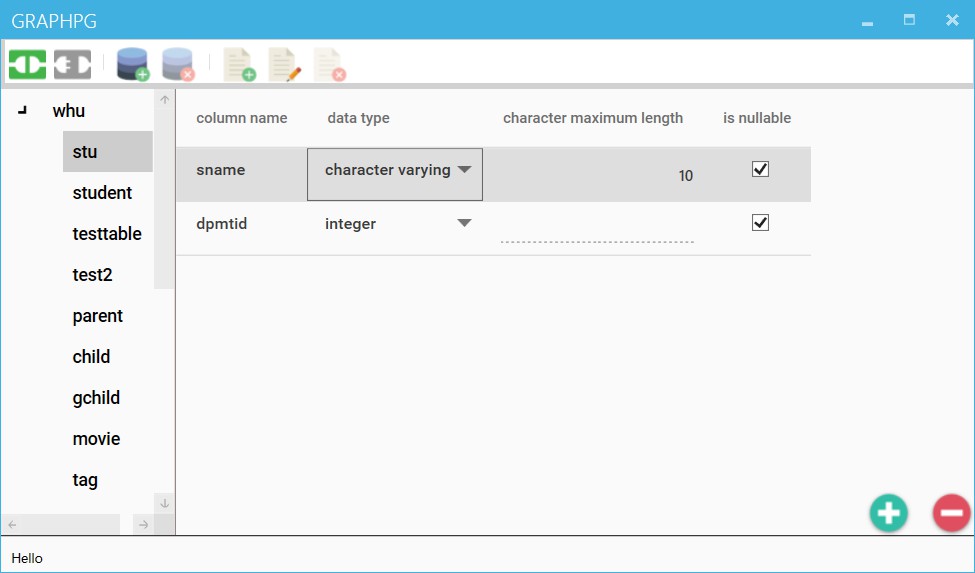 GRAPHPG
whu
stu
student
testtable
test2
parent
child
gchild
movie
tag
column name data type character maximum length is nullable
sname character varying 10
dpmtid integer
Hello